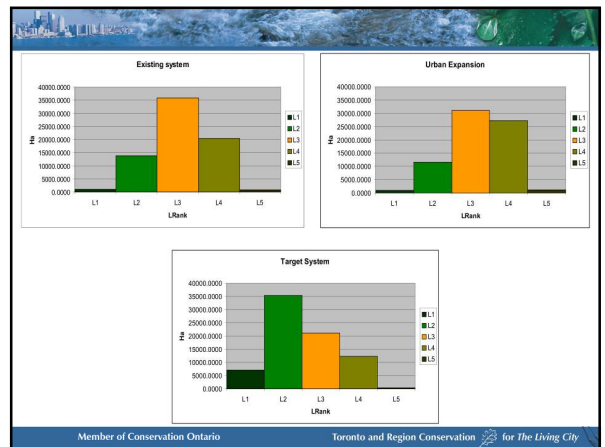 Existing system
40000.0000
35000.0000
30000.0000
25000.0000
20000.0000
15000.0000
10000.0000
5000.0000
0.0000
Ha
L1 L2 L3 L4 L5
LRank
L1
L2
L3
L4
L5
Urban Expansion
40000.0000
35000.0000
30000.0000
25000.0000
20000.0000
15000.0000
10000.0000
5000.0000
0.0000
Ha
L1 L2 L3 L4 L5
LRank
L1
L2
L3
L4
L5
Target System
40000.0000
35000.0000
30000.0000
25000.0000
20000.0000
15000.0000
10000.0000
5000.0000
0.0000
Ha
L1 L2 L3 L4 L5
LRank
L1
L2
L3
L4
L5
Member of Conservation Ontario Toronto and Region Conservation for The Living City